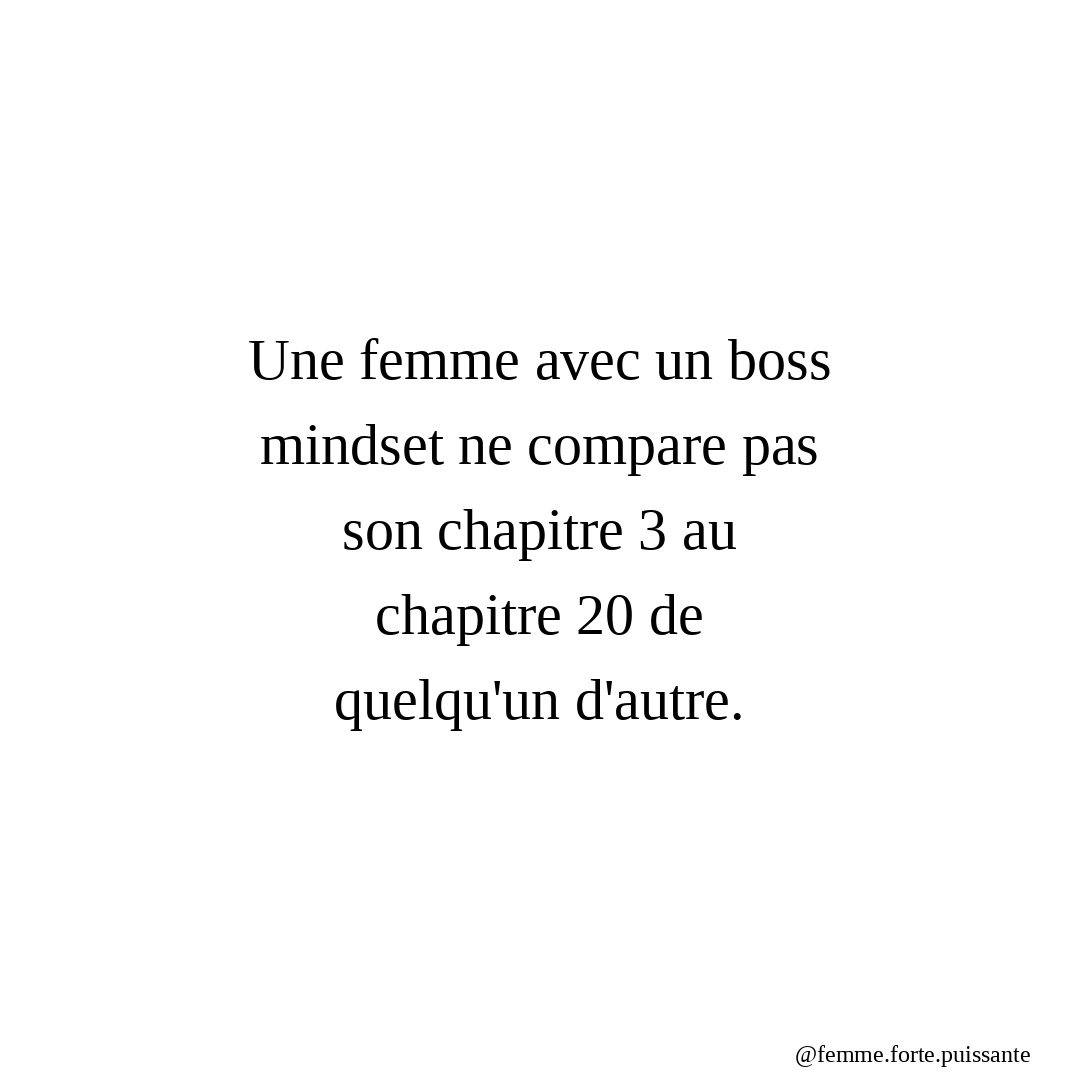 Une femme avec un boss
mindset ne compare pas
son chapitre 3 au
chapitre 20 de
quelqu'un d'autre.
@femme.forte.puissante